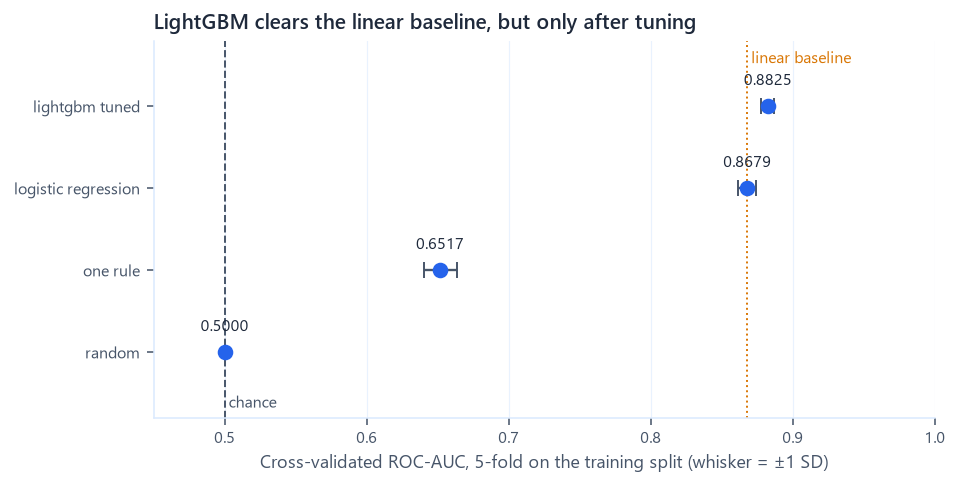 LightGBM clears the linear baseline, but only after tuning
linear baseline
0.8825
lightgbm tuned
0.8679
logistic regression
0.6517
one rule
0.5000
random
chance
0.5 0.6 0.7 0.8 0.9 1.0
Cross-validated ROC-AUC, 5-fold on the training split (whisker = ±1 SD)